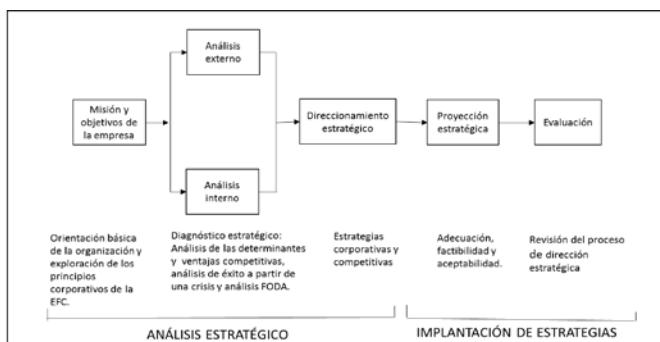 Análisis
externo
Misión y
objetivos de
la empresa
Direccionamiento
estratégico
Proyección
estratégica
Evaluación
Análisis
interno
Orientación básica
de la organización y
exploración de los
principios
corporativos de la
EFC.
Diagnóstico estratégico:
Análisis de las determinantes
y ventajas competitivas,
análisis de éxito a partir de
una crisis y análisis FODA.
Estrategias
corporativas y
competitivas
Adecuación,
factibilidad y
aceptabilidad.
Revisión del proceso
de dirección
estratégica
ANÁLISIS ESTRATÉGICO
IMPLANTACIÓN DE ESTRATEGIAS